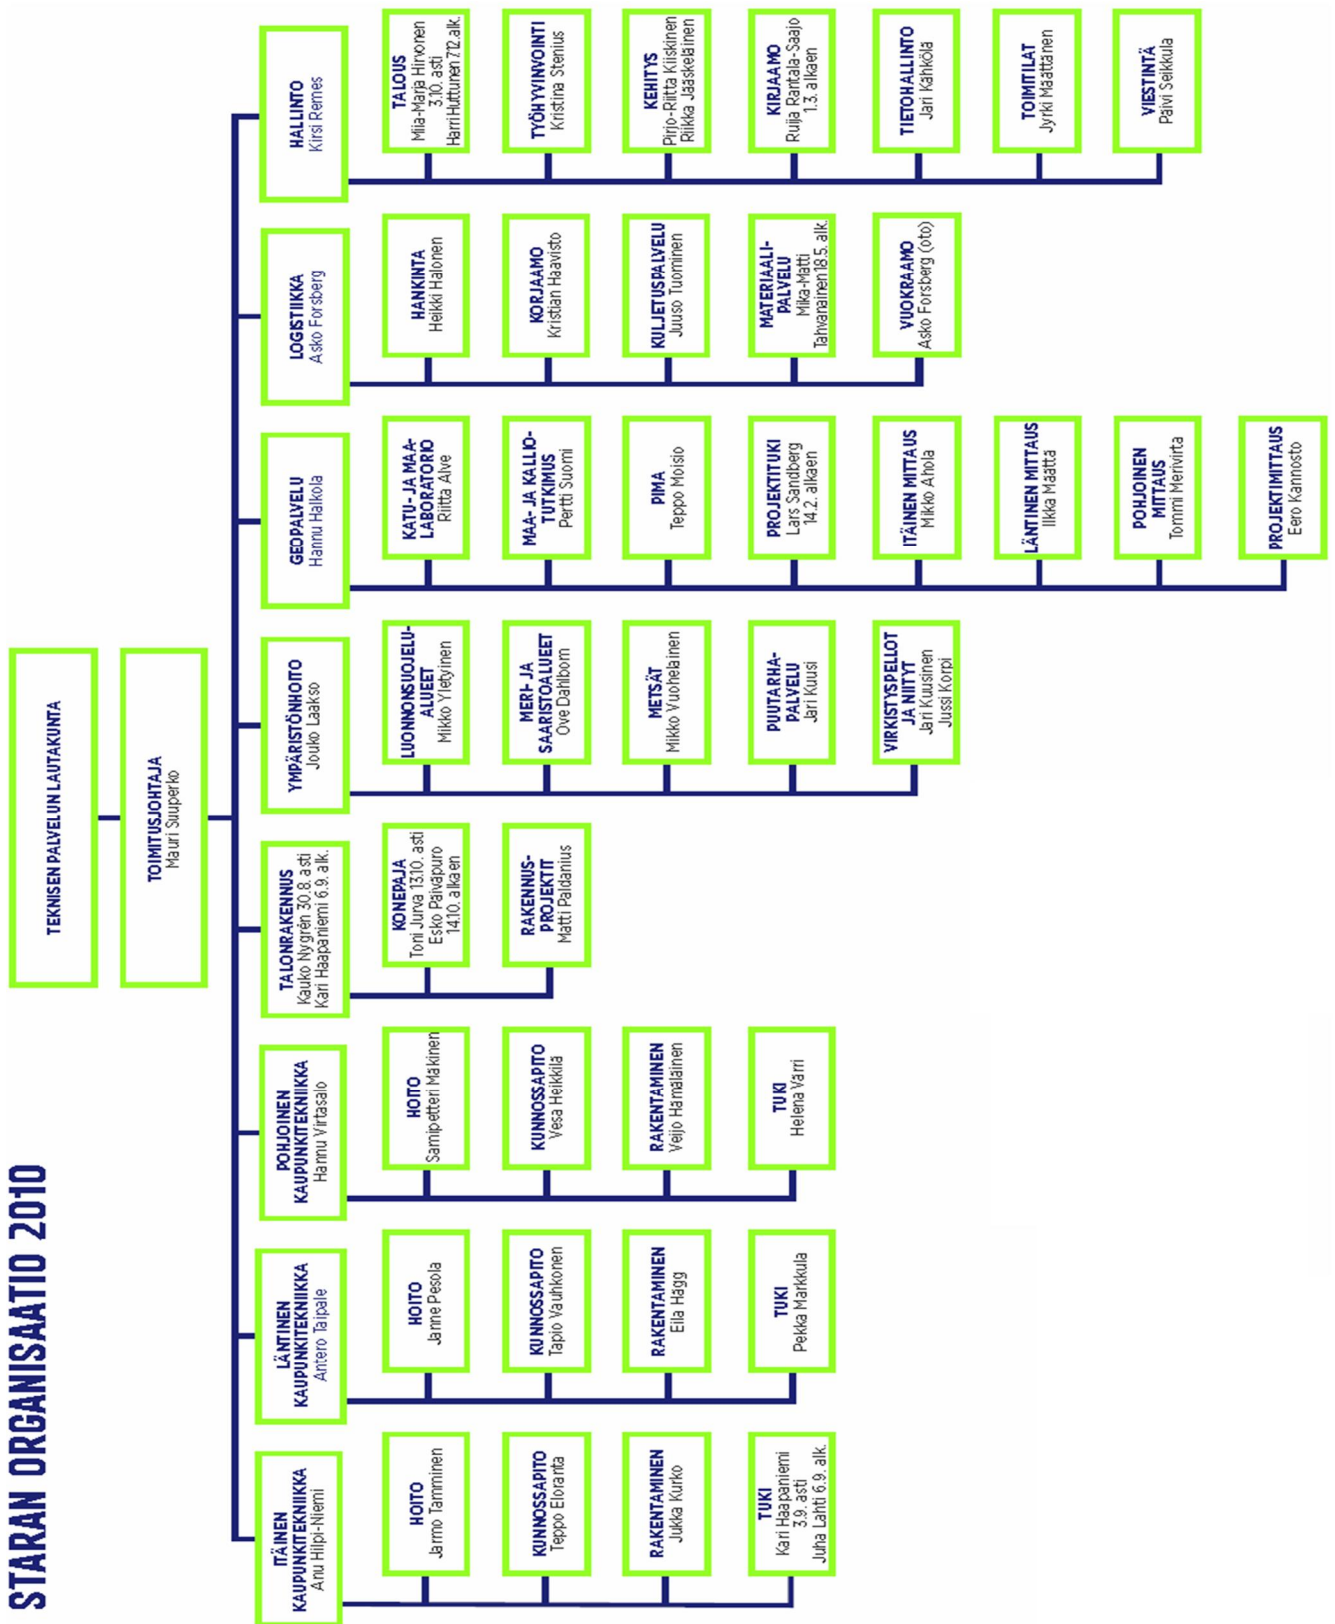 STARAN ORGANISAATIO 2010
TEKNISEN PALVELUN LAUTAKUNTA
TOIMITUSJOHTAJA
Mauri Suuperko
ITÄINEN
KAUPUNKITEKNIIKKA
Anu Hilpi-Niemi
HOITO
Jarmo Tamminen
KUNNOSSAPITO
Teppo Eloranta
RAKENTAMINEN
Jukka Kurko
TUKI
Kari Haapaniemi
3.9. asti
Juha Lahti 6.9. alk.
LÄNTINEN
KAUPUNKITEKNIIKKA
Antero Taipale
HOITO
Janne Pesola
KUNNOSSAPITO
Tapio Vauhkonen
RAKENTAMINEN
Eila Hägg
TUKI
Pekka Markkula
POHJOINEN
KAUPUNKITEKNIIKKA
Hannu Virtasalo
HOITO
Samipetteri Mäkinen
KUNNOSSAPITO
Vesa Heikkilä
RAKENTAMINEN
Veijo Hämäläinen
TUKI
Helena Värri
TALONRAKENNUS
Kauko Nygrén 30.8. asti
Kari Haapaniemi 6.9. alk.
KONEPAJA
Toni Jurva 13.10. asti
Esko Päiväpuro
14.10. alkaen
RAKENNUS-
PROJEKTIT
Matti Paldanius
YMPÄRISTÖNHOITO
Jouko Laakso
LUONNONSUOJELU-
ALUEET
Mikko Yletyinen
MERI- JA
SAARISTOALUEET
Ove Dahlbom
METSÄT
Mikko Vuohelainen
PUUTARHA-
PALVELU
Jari Kuusi
VIRKISTYSPELLOT
JA NIITYT
Jari Kuusinen
Jussi Korpi
GEOPALVELU
Hannu Halkola
KATU- JA MAA-
LABORATORIO
Riitta Alve
MAA- JA KALLIO-
TUTKIMUS
Pertti Suomi
PIMA
Teppo Moisio
PROJEKTITUKI
Lars Sandberg
14.2. alkaen
ITÄINEN MITTAUS
Mikko Ahola
LÄNTINEN MITTAUS
Ilkka Määttä
POHJOINEN
MITTAUS
Tommi Merivirta
PROJEKTIMITTAUS
Eero Kannosto
LOGISTIIKKA
Asko Forsberg
HANKINTA
Heikki Halonen
KORJAAMO
Kristian Haavisto
KULJETUSPALVELU
Juuso Tuominen
MATERIAALI-
PALVELU
Mika-Matti
Tahvanainen 18.5. alk.
VUOKRAAMO
Asko Forsberg (oto)
HALLINTO
Kirsi Remes
TALOUS
Miia-Marja Hirvonen
3.10. asti
Harri Huttunen 7.12. alk.
TYÖHYVINVOINTI
Kristina Stenius
KEHITYS
Pirjo-Riitta Kiiskinen
Riikka Jääskeläinen
KIRJAAMO
Ruija Rantala-Saajo
1.3. alkaen
TIETOHALLINTO
Jari Kähkölä
TOIMITILAT
Jyrki Määttänen
VIESTINTÄ
Päivi Seikkula